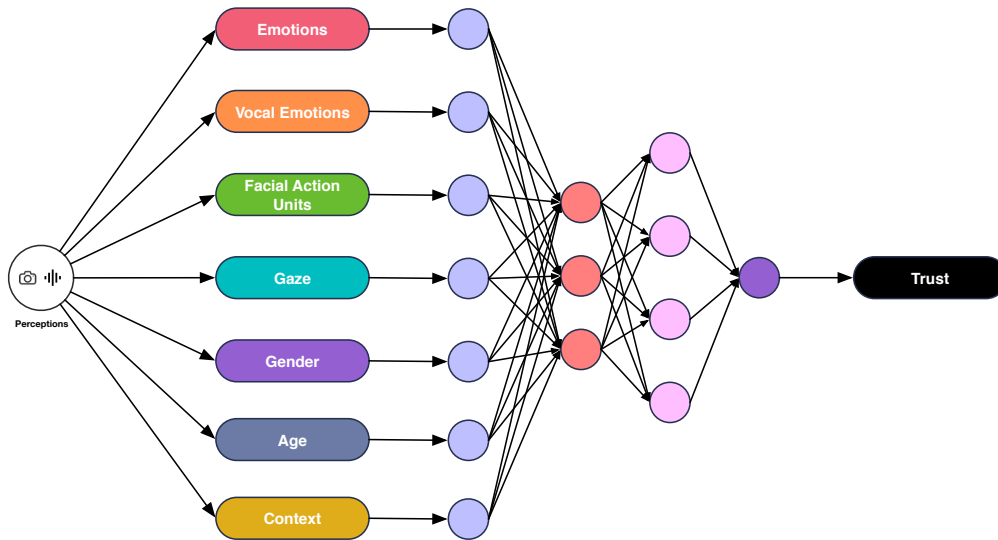 Emotions
Vocal Emotions
Facial Action
Units
Gaze
Perceptions
Gender
Age
Context
Trust